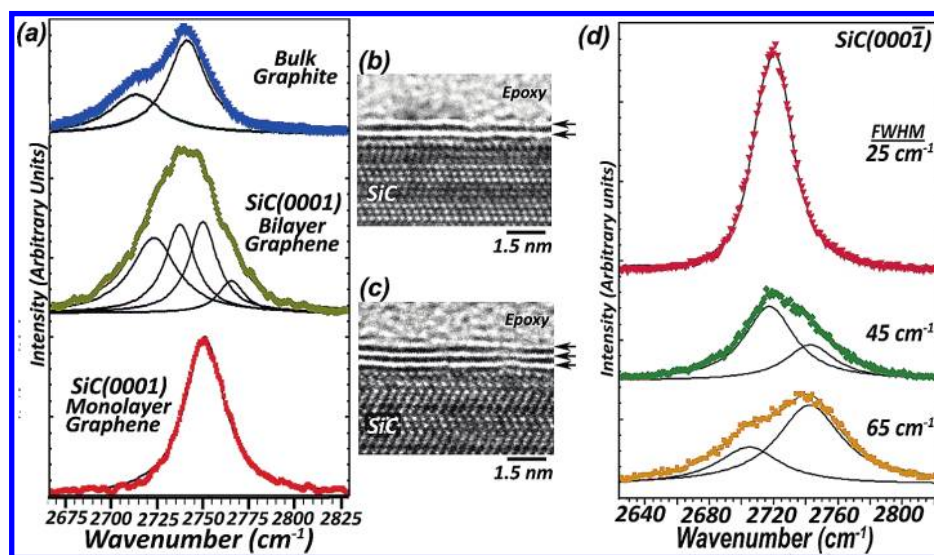 (a)
Bulk
Graphite
SiC(0001)
Bilayer
Graphene
SiC(0001)
Monolayer
Graphene
Intensity (Arbitrary Units)
2675 2700 2725 2750 2775 2800 2825
Wavenumber (cm⁻¹)
(b)
Epoxy
SiC
1.5 nm
(c)
Epoxy
SiC
1.5 nm
(d)
SiC(0001̄)
FWHM
25 cm⁻¹
45 cm⁻¹
65 cm⁻¹
Intensity (Arbitrary units)
2640 2680 2720 2760 2800
Wavenumber (cm⁻¹)